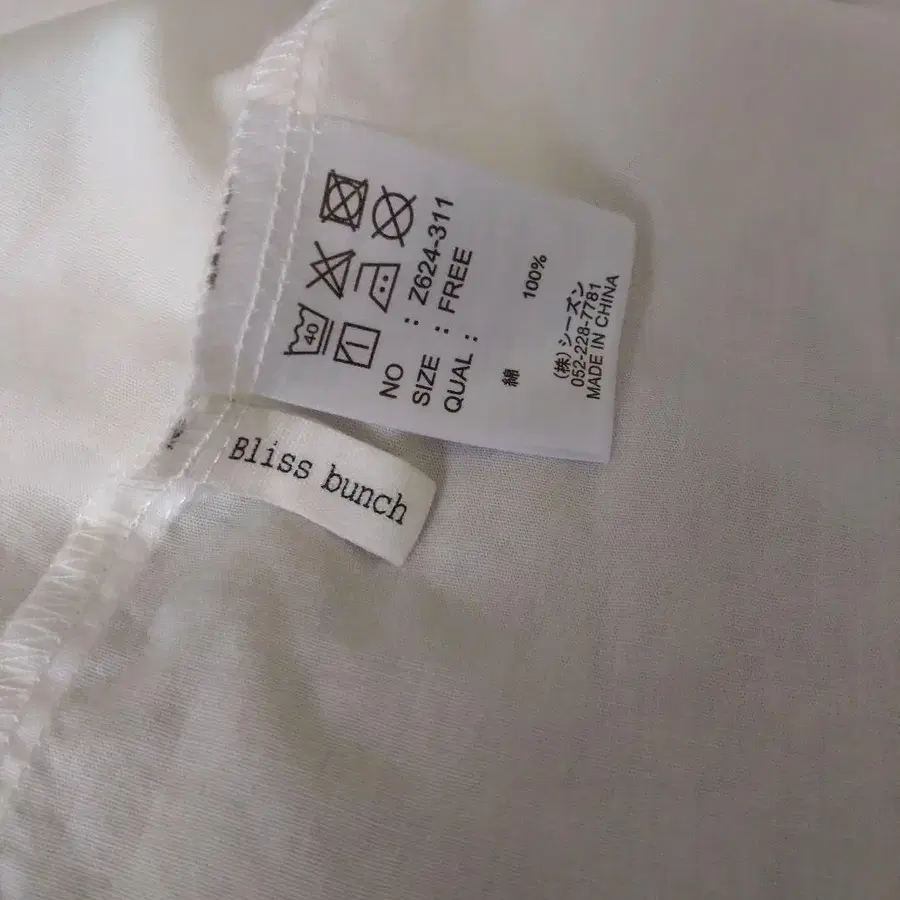 40
NO : Z624-311
SIZE : FREE
QUAL :
綿 100%
(株)シーズン
052-228-7781
MADE IN CHINA
Bliss bunch